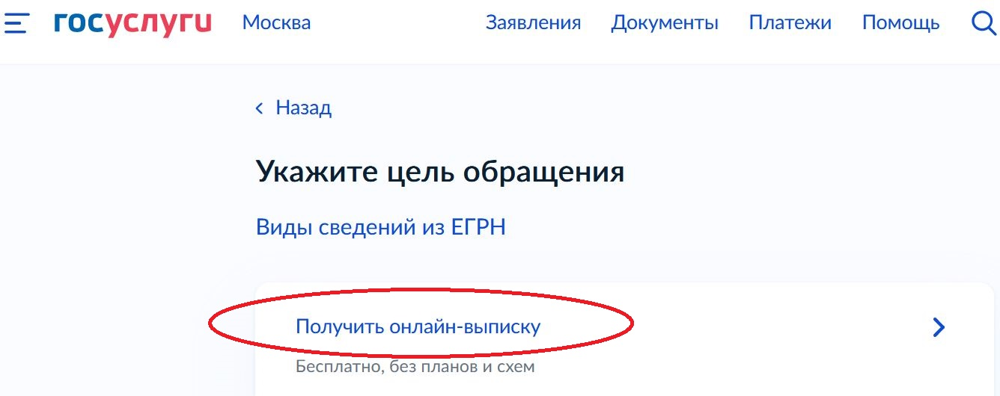 госуслуги Москва Заявления Документы Платежи Помощь
Назад
Укажите цель обращения
Виды сведений из ЕГРН
Получить онлайн-выписку
Бесплатно, без планов и схем